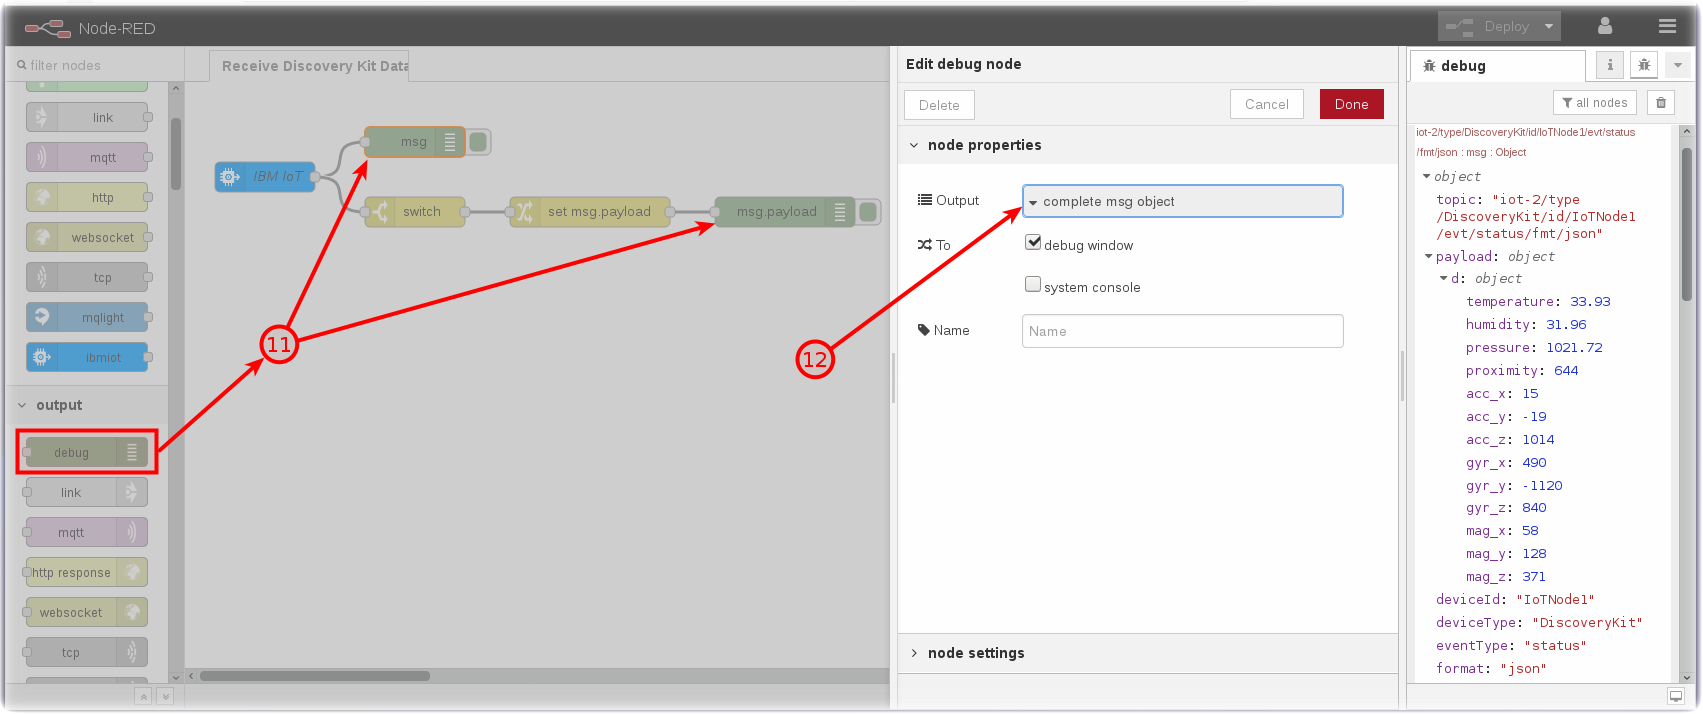 Node-RED
Deploy
filter nodes
link
mqtt
http
websocket
tcp
mqlight
ibmiot
output
debug
link
mqtt
http response
websocket
tcp
Receive Discovery Kit Data
msg
IBM IoT
switch
set msg.payload
msg.payload
11
12
Edit debug node
Delete
Cancel
Done
node properties
Output
complete msg object
To
debug window
system console
Name
Name
node settings
debug
i
all nodes
iot-2/type/DiscoveryKit/id/IoTNode1/evt/status
/fmt/json : msg : Object
object
topic: "iot-2/type
/DiscoveryKit/id/IoTNode1
/evt/status/fmt/json"
payload: object
d: object
temperature: 33.93
humidity: 31.96
pressure: 1021.72
proximity: 644
acc_x: 15
acc_y: -19
acc_z: 1014
gyr_x: 490
gyr_y: -1120
gyr_z: 840
mag_x: 58
mag_y: 128
mag_z: 371
deviceId: "IoTNode1"
deviceType: "DiscoveryKit"
eventType: "status"
format: "json"